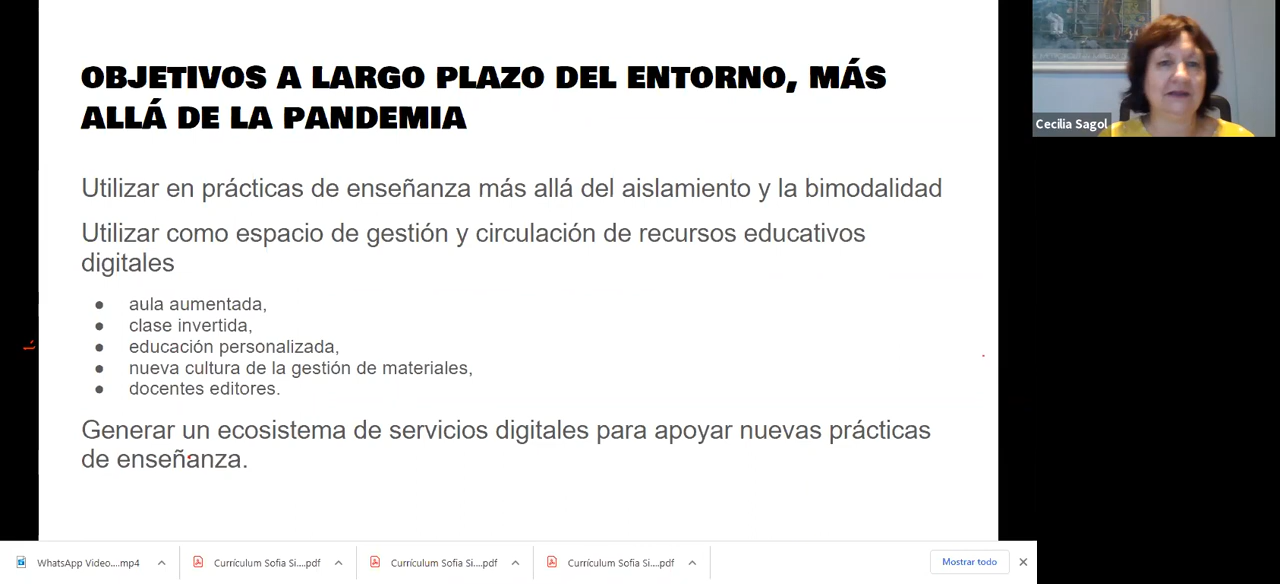 OBJETIVOS A LARGO PLAZO DEL ENTORNO, MÁS
ALLÁ DE LA PANDEMIA
Utilizar en prácticas de enseñanza más allá del aislamiento y la bimodalidad
Utilizar como espacio de gestión y circulación de recursos educativos
digitales
● aula aumentada,
● clase invertida,
● educación personalizada,
● nueva cultura de la gestión de materiales,
● docentes editores.
Generar un ecosistema de servicios digitales para apoyar nuevas prácticas
de enseñanza.
Cecilia Sagol
WhatsApp Video....mp4
Currículum Sofia Si....pdf
Currículum Sofia Si....pdf
Currículum Sofia Si....pdf
Mostrar todo